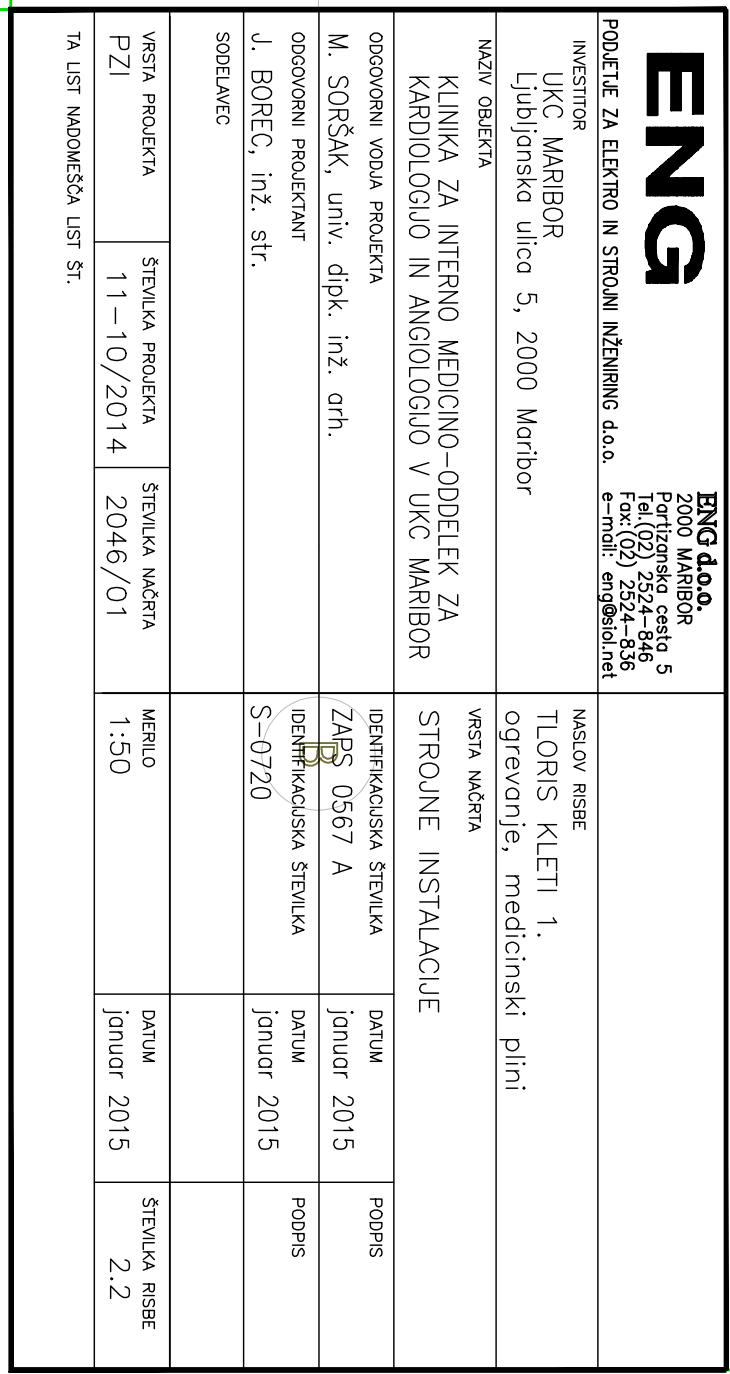 ENG
PODJETJE ZA ELEKTRO IN STROJNI INŽENIRING d.o.o.
ENG d.o.o.
2000 MARIBOR
Partizanska cesta 5
Tel.(02) 2524-846
Fax:(02) 2524-836
e-mail: eng@siol.net
INVESTITOR
UKC MARIBOR
Ljubljanska ulica 5, 2000 Maribor
NASLOV RISBE
TLORIS KLETI 1.
ogrevanje, medicinski plini
NAZIV OBJEKTA
KLINIKA ZA INTERNO MEDICINO-ODDELEK ZA
KARDIOLOGIJO IN ANGIOLOGIJO V UKC MARIBOR
VRSTA NAČRTA
STROJNE INSTALACIJE
ODGOVORNI VODJA PROJEKTA
M. SORŠAK, univ. dipk. inž. arh.
IDENTIFIKACIJSKA ŠTEVILKA
ZAPS 0567 A
DATUM
januar 2015
PODPIS
ODGOVORNI PROJEKTANT
J. BOREC, inž. str.
IDENTIFIKACIJSKA ŠTEVILKA
S-0720
DATUM
januar 2015
PODPIS
B
SODELAVEC
VRSTA PROJEKTA
PZI
ŠTEVILKA PROJEKTA
11-10/2014
ŠTEVILKA NAČRTA
2046/01
MERILO
1:50
DATUM
januar 2015
ŠTEVILKA RISBE
2.2
TA LIST NADOMEŠČA LIST ŠT.